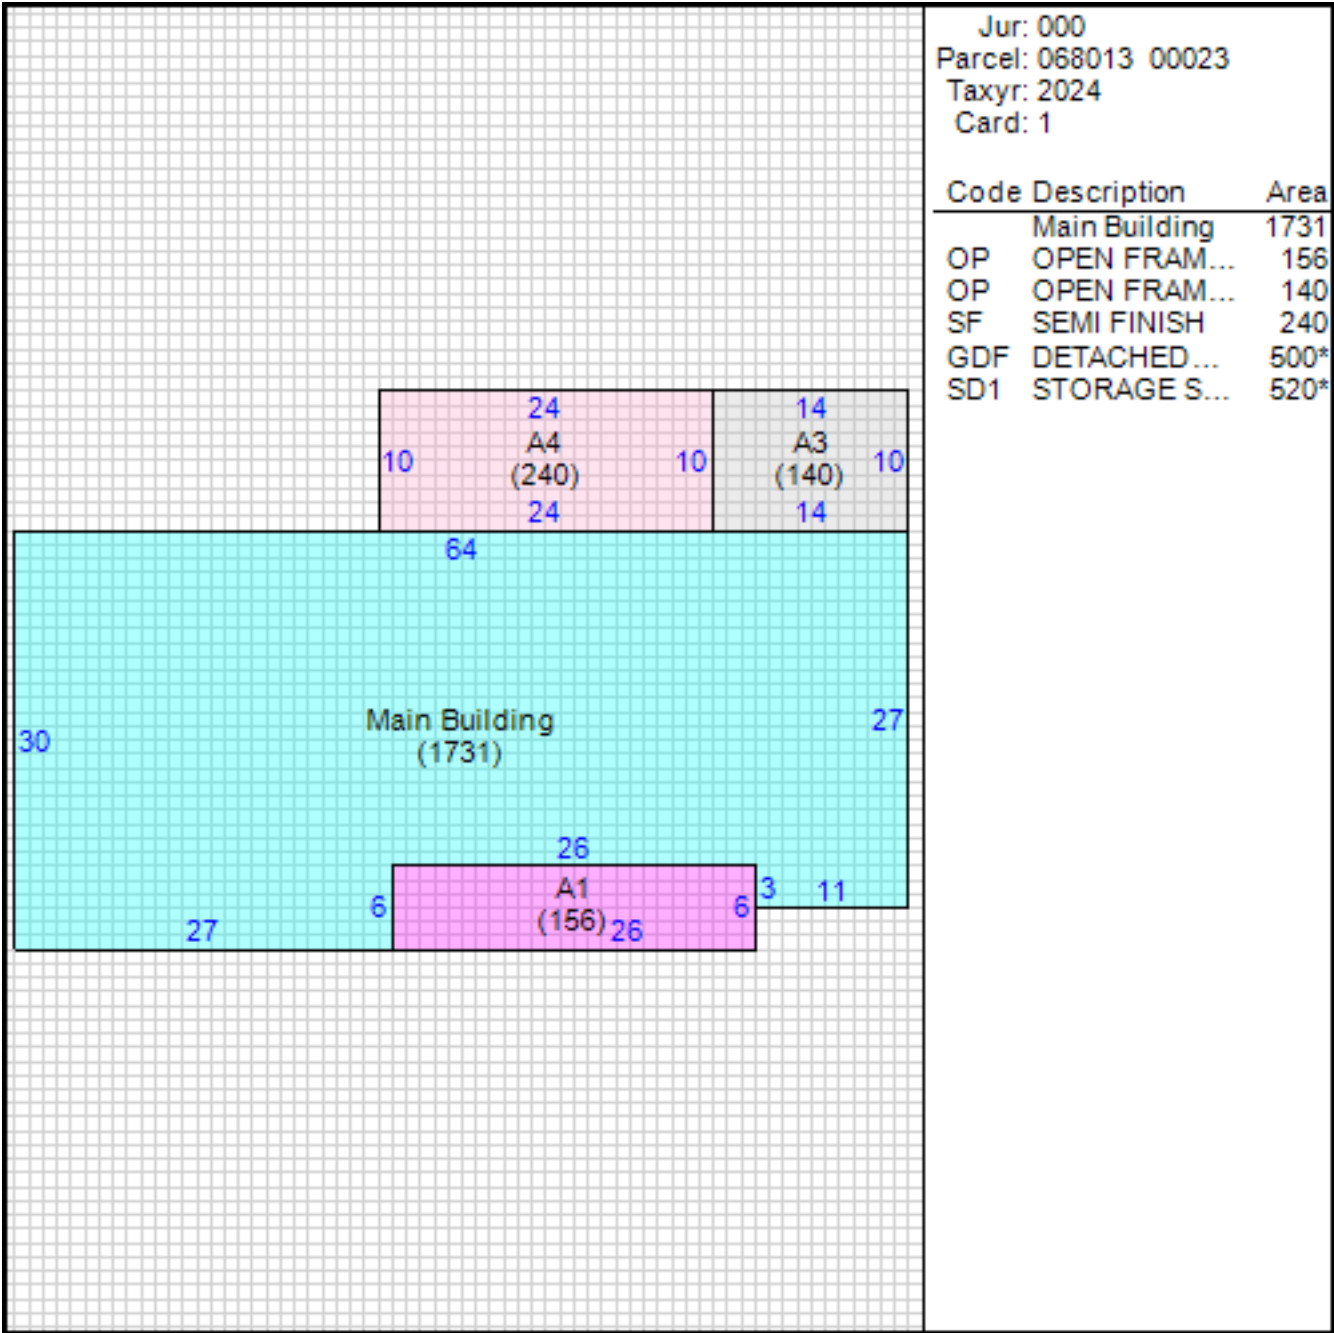 Jur: 000
Parcel: 068013 00023
Taxyr: 2024
Card: 1
Code Description Area
Main Building 1731
OP OPEN FRAM... 156
OP OPEN FRAM... 140
SF SEMI FINISH 240
GDF DETACHED... 500*
SD1 STORAGE S... 520*
24 14
A4 A3
10 10 10
(240) (140)
24 14
64
Main Building 27
30
(1731)
26
A1 3 11
6 6
(156) 26
27